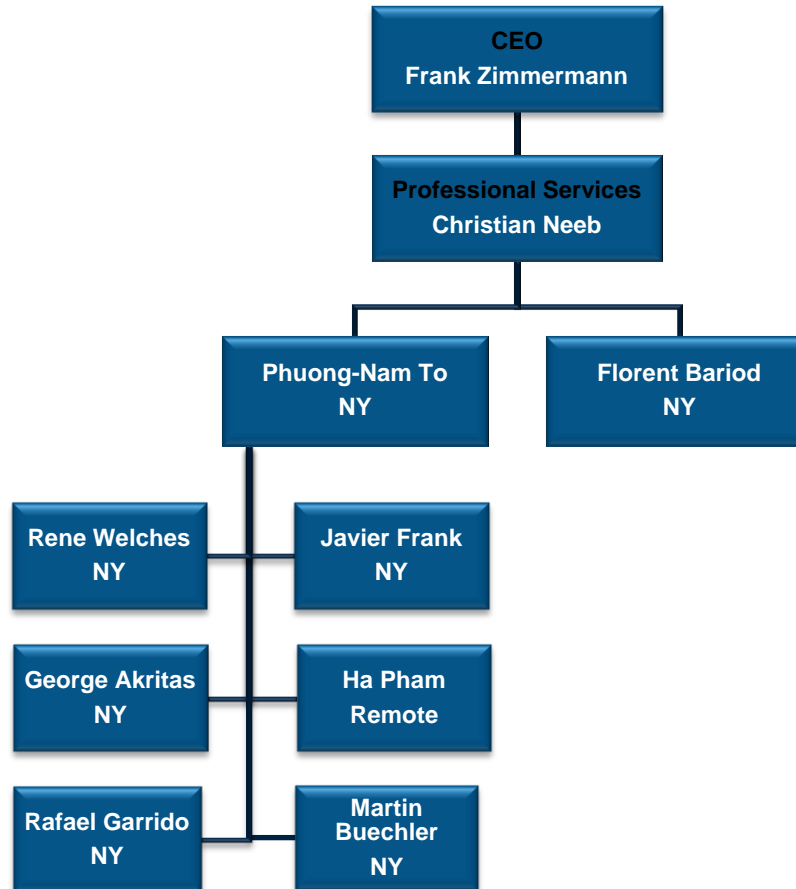 CEO
Frank Zimmermann
Professional Services
Christian Neeb
Phuong-Nam To
NY
Florent Bariod
NY
Rene Welches
NY
Javier Frank
NY
George Akritas
NY
Ha Pham
Remote
Rafael Garrido
NY
Martin
Buechler
NY